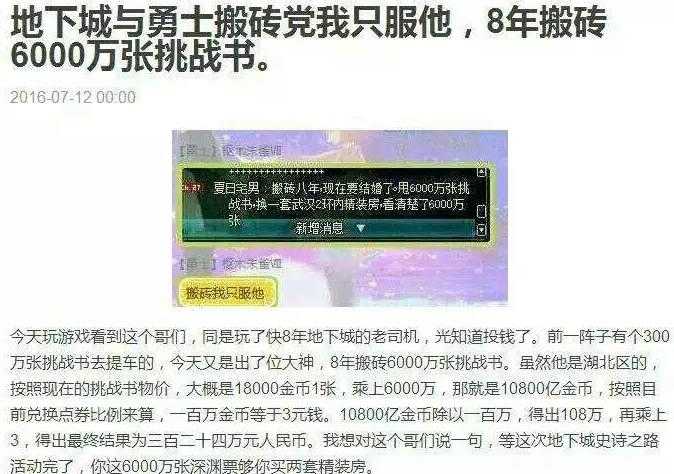 地下城与勇士搬砖党我只服他，8年搬砖
6000万张挑战书。
2016-07-12 00:00
夏日宅男：搬砖八年，现在要结婚了。用6000万张挑
战书，换一套武汉2环内精装房，看清楚了6000万
张
新增消息
搬砖我只服他
今天玩游戏看到这个哥们，同是玩了快8年地下城的老司机，光知道投钱了。前一阵子有个300
万张挑战书去提车的，今天又是出了位大神，8年搬砖6000万张挑战书。虽然他是湖北区的，
按照现在的挑战书物价，大概是18000金币1张，乘上6000万，那就是10800亿金币，按照目
前兑换点券比例来算，一百万金币等于3元钱。10800亿金币除以一百万，得出108万，再乘上
3，得出最终结果为三百二十四万元人民币。我想对这个哥们说一句，等这次地下城史诗之路
活动完了，你这6000万张深渊票够你买两套精装房。